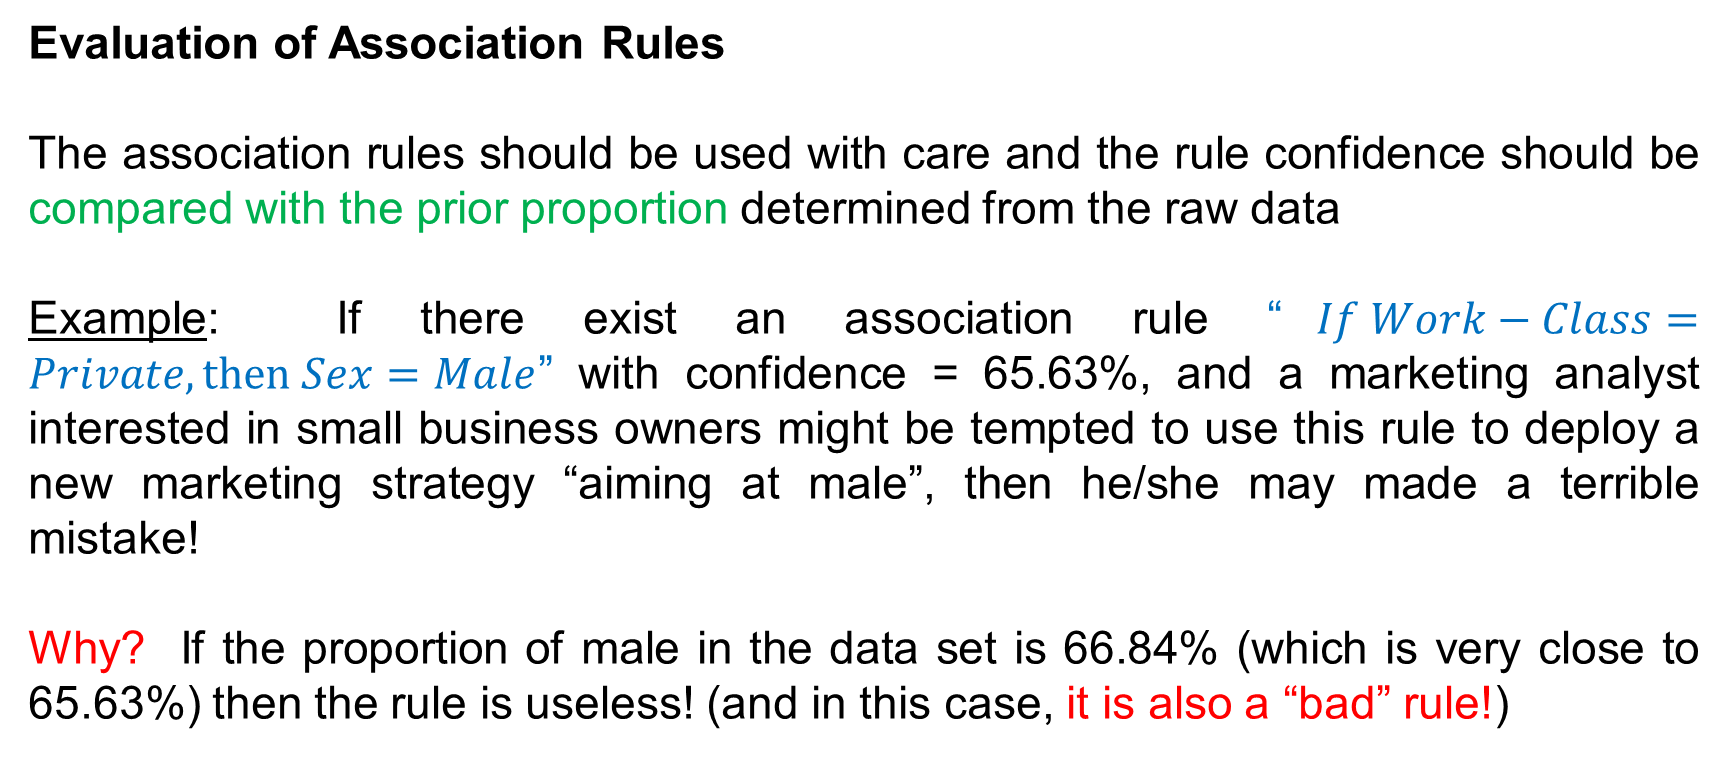 Evaluation of Association Rules
The association rules should be used with care and the rule confidence should be
compared with the prior proportion determined from the raw data
Example: If there exist an association rule “ If Work − Class =
Private, then Sex = Male” with confidence = 65.63%, and a marketing analyst
interested in small business owners might be tempted to use this rule to deploy a
new marketing strategy “aiming at male”, then he/she may made a terrible
mistake!
Why? If the proportion of male in the data set is 66.84% (which is very close to
65.63%) then the rule is useless! (and in this case, it is also a “bad” rule!)